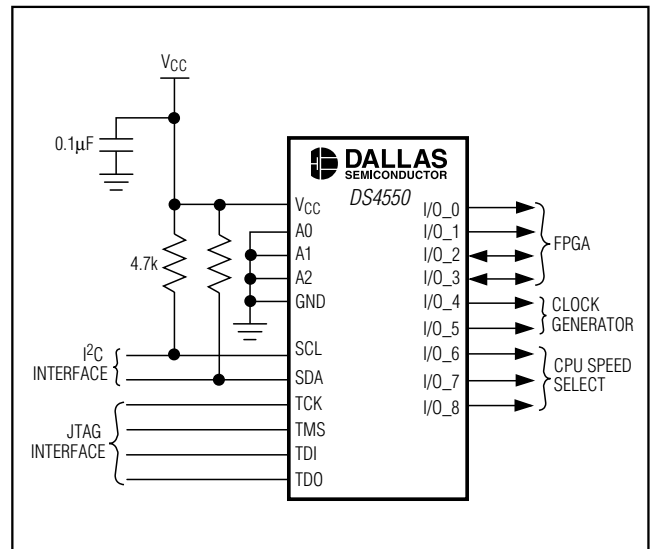 VCC
0.1µF
4.7k
DALLAS
SEMICONDUCTOR
DS4550
VCC
A0
A1
A2
GND
SCL
SDA
TCK
TMS
TDI
TDO
I²C
INTERFACE
JTAG
INTERFACE
I/O_0
I/O_1
I/O_2
I/O_3
I/O_4
I/O_5
I/O_6
I/O_7
I/O_8
FPGA
CLOCK
GENERATOR
CPU SPEED
SELECT